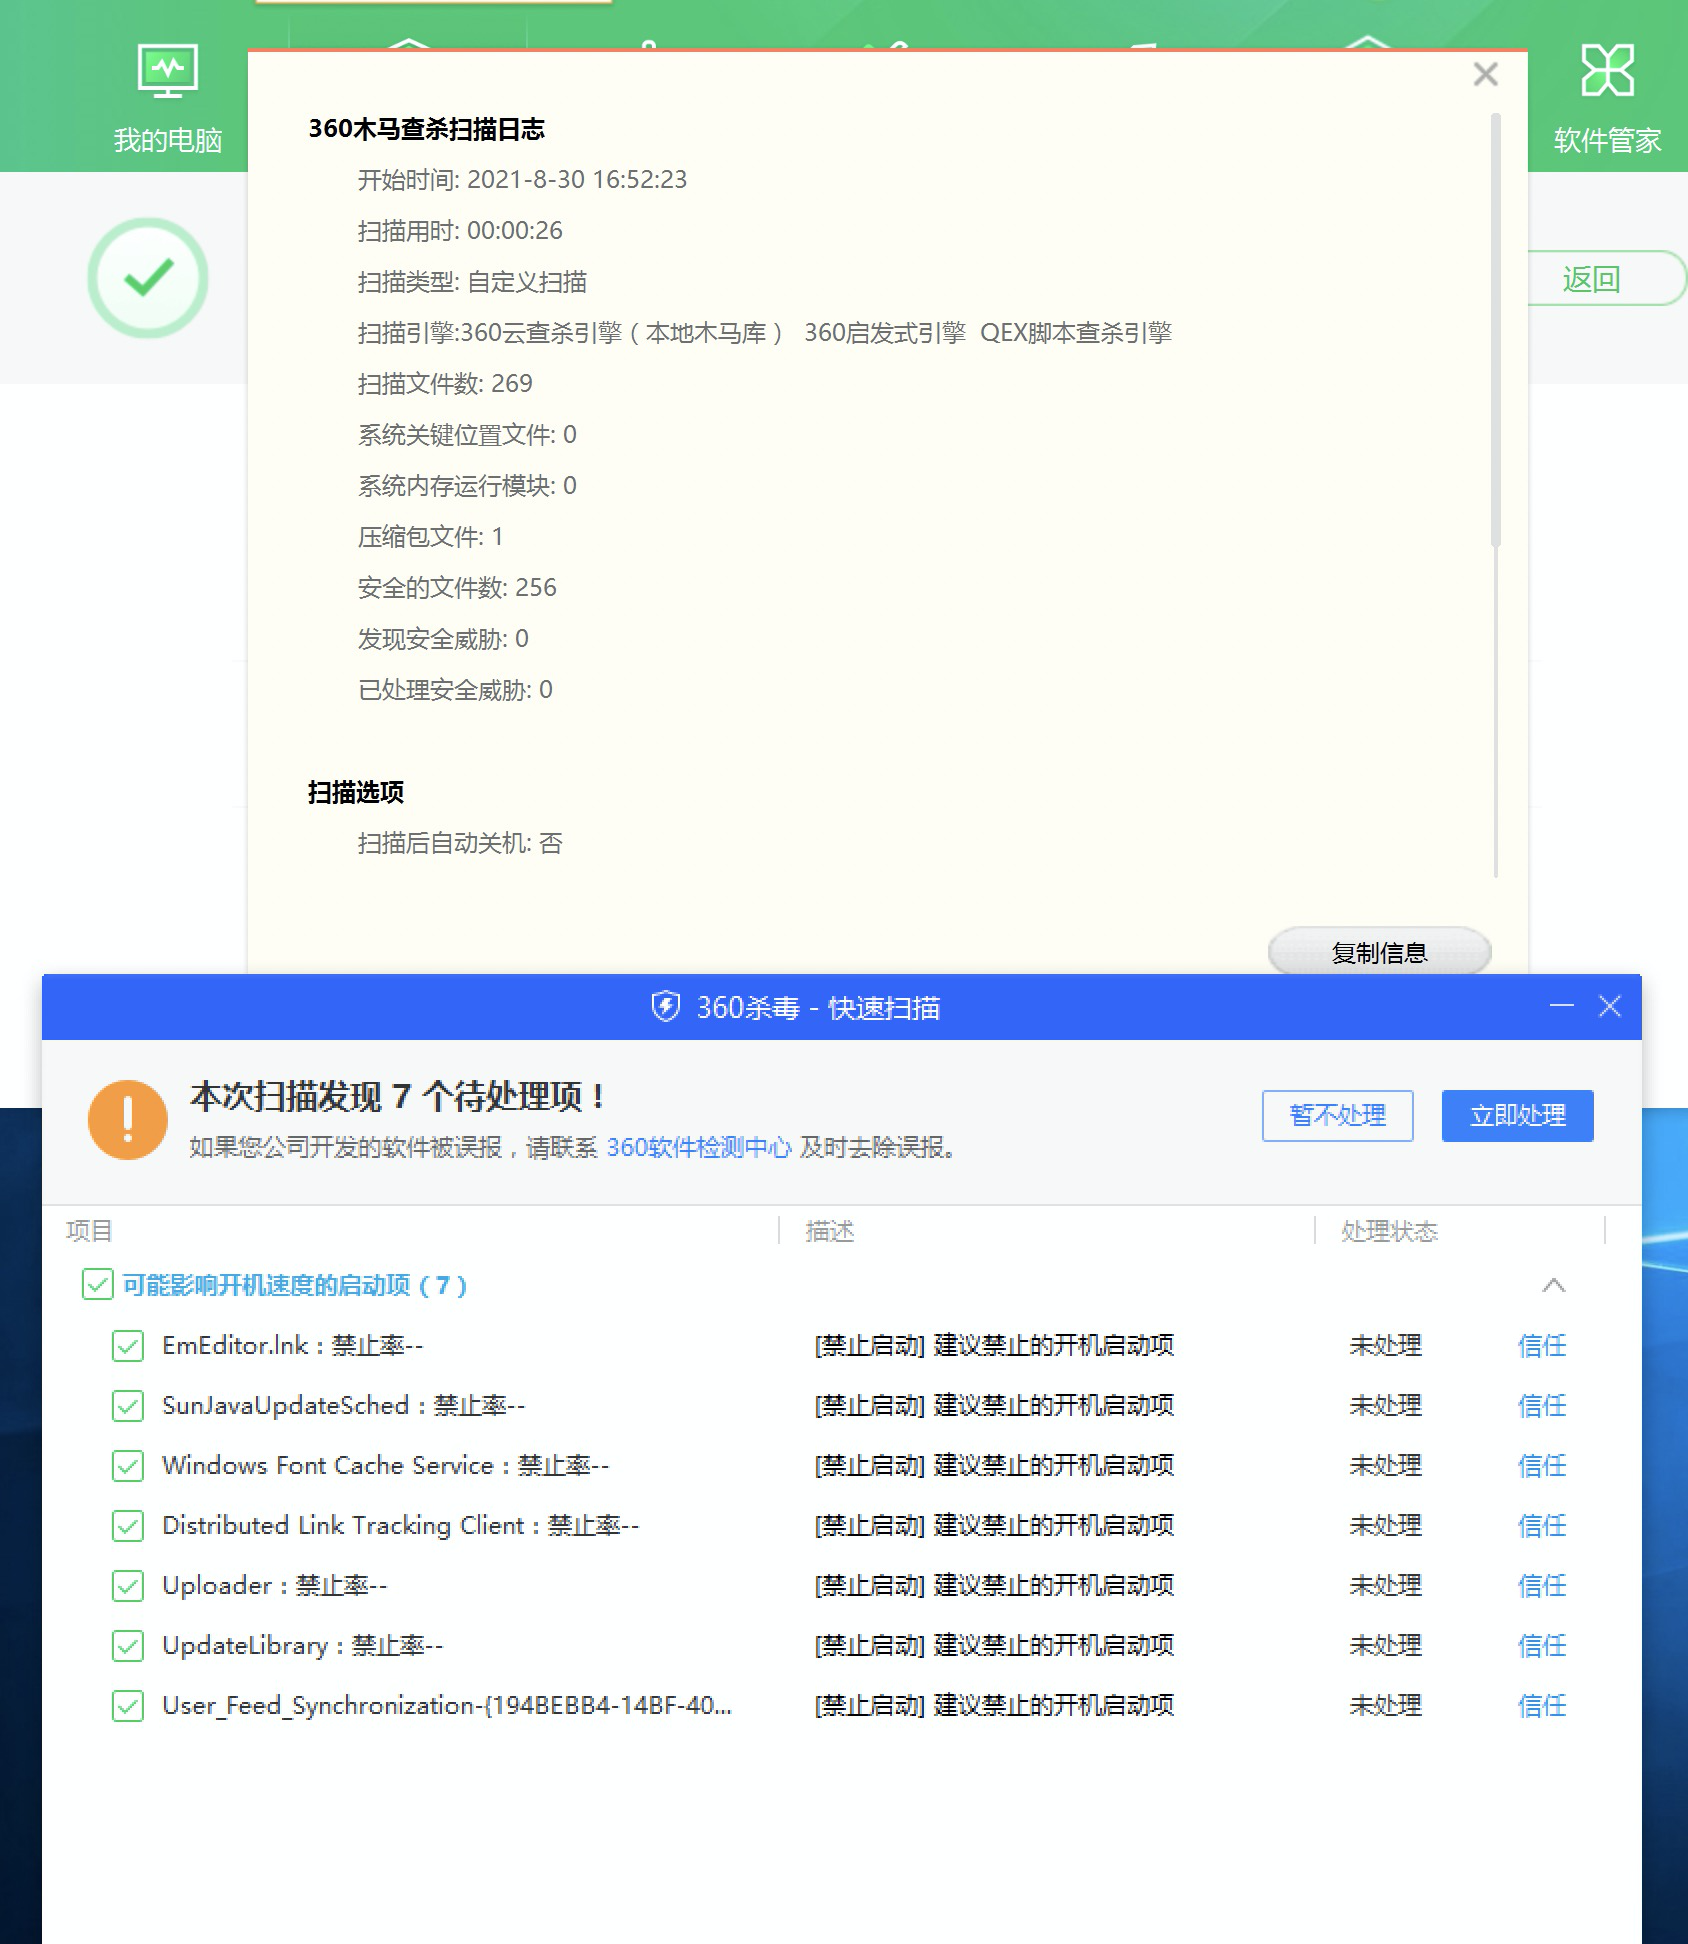 我的电脑
软件管家
返回
360木马查杀扫描日志
开始时间: 2021-8-30 16:52:23
扫描用时: 00:00:26
扫描类型: 自定义扫描
扫描引擎:360云查杀引擎（本地木马库） 360启发式引擎 QEX脚本查杀引擎
扫描文件数: 269
系统关键位置文件: 0
系统内存运行模块: 0
压缩包文件: 1
安全的文件数: 256
发现安全威胁: 0
已处理安全威胁: 0
扫描选项
扫描后自动关机: 否
复制信息
360杀毒 - 快速扫描
本次扫描发现 7 个待处理项！
如果您公司开发的软件被误报，请联系 360软件检测中心 及时去除误报。
暂不处理 立即处理
项目 描述 处理状态
可能影响开机速度的启动项（7）
EmEditor.lnk：禁止率-- [禁止启动] 建议禁止的开机启动项 未处理 信任
SunJavaUpdateSched：禁止率-- [禁止启动] 建议禁止的开机启动项 未处理 信任
Windows Font Cache Service：禁止率-- [禁止启动] 建议禁止的开机启动项 未处理 信任
Distributed Link Tracking Client：禁止率-- [禁止启动] 建议禁止的开机启动项 未处理 信任
Uploader：禁止率-- [禁止启动] 建议禁止的开机启动项 未处理 信任
UpdateLibrary：禁止率-- [禁止启动] 建议禁止的开机启动项 未处理 信任
User_Feed_Synchronization-{194BEBB4-14BF-40... [禁止启动] 建议禁止的开机启动项 未处理 信任